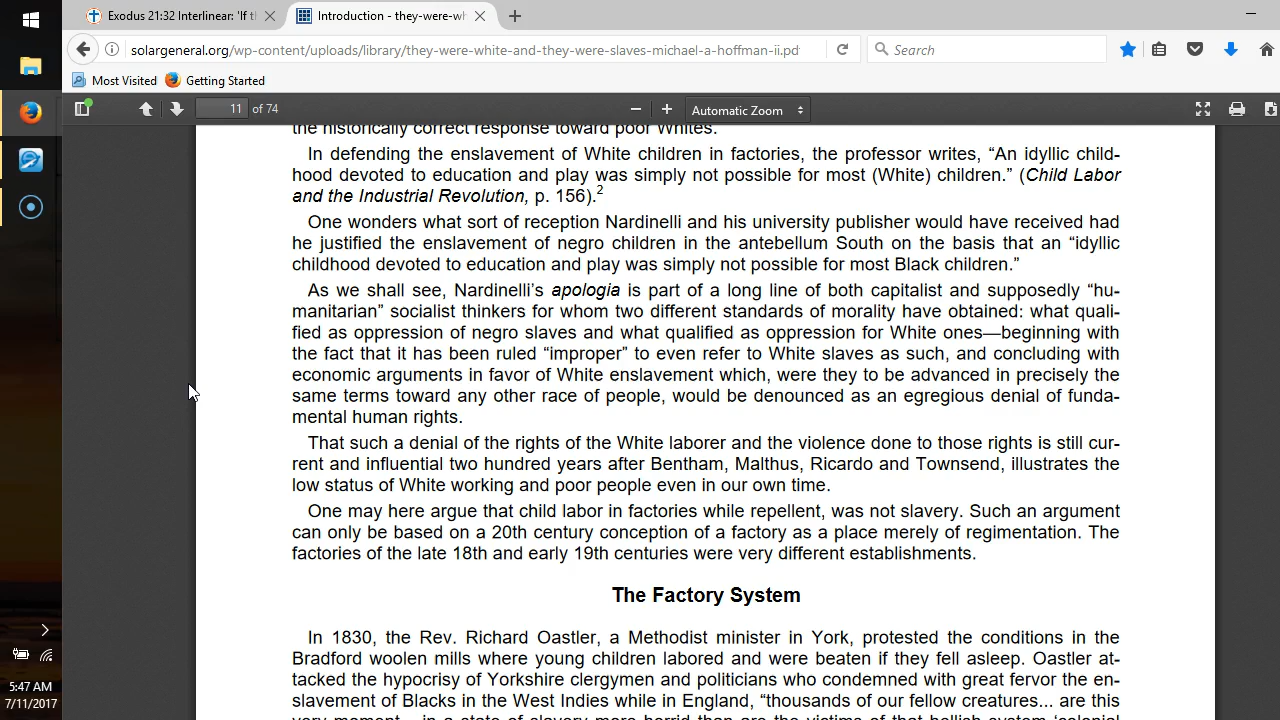 Exodus 21:32 Interlinear: 'If t
Introduction - they-were-wh
solargeneral.org/wp-content/uploads/library/they-were-white-and-they-were-slaves-michael-a-hoffman-ii.pd
Search
Most Visited
Getting Started
11 of 74
Automatic Zoom
the historically correct response toward poor Whites.
In defending the enslavement of White children in factories, the professor writes, “An idyllic child-
hood devoted to education and play was simply not possible for most (White) children.” (Child Labor
and the Industrial Revolution, p. 156).2
One wonders what sort of reception Nardinelli and his university publisher would have received had
he justified the enslavement of negro children in the antebellum South on the basis that an “idyllic
childhood devoted to education and play was simply not possible for most Black children.”
As we shall see, Nardinelli’s apologia is part of a long line of both capitalist and supposedly “hu-
manitarian” socialist thinkers for whom two different standards of morality have obtained: what quali-
fied as oppression of negro slaves and what qualified as oppression for White ones—beginning with
the fact that it has been ruled “improper” to even refer to White slaves as such, and concluding with
economic arguments in favor of White enslavement which, were they to be advanced in precisely the
same terms toward any other race of people, would be denounced as an egregious denial of funda-
mental human rights.
That such a denial of the rights of the White laborer and the violence done to those rights is still cur-
rent and influential two hundred years after Bentham, Malthus, Ricardo and Townsend, illustrates the
low status of White working and poor people even in our own time.
One may here argue that child labor in factories while repellent, was not slavery. Such an argument
can only be based on a 20th century conception of a factory as a place merely of regimentation. The
factories of the late 18th and early 19th centuries were very different establishments.
The Factory System
In 1830, the Rev. Richard Oastler, a Methodist minister in York, protested the conditions in the
Bradford woolen mills where young children labored and were beaten if they fell asleep. Oastler at-
tacked the hypocrisy of Yorkshire clergymen and politicians who condemned with great fervor the en-
slavement of Blacks in the West Indies while in England, “thousands of our fellow creatures... are this
very moment... in a state of slavery more horrid than are the victims of that hellish system ‘colonial
5:47 AM
7/11/2017